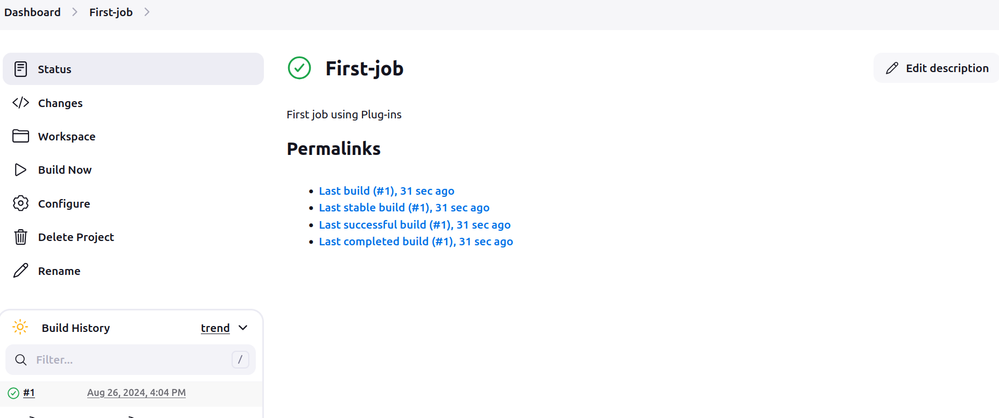 Dashboard > First-job >
Status
Changes
Workspace
Build Now
Configure
Delete Project
Rename
Build History trend
Filter... /
#1 Aug 26, 2024, 4:04 PM
First-job
Edit description
First job using Plug-ins
Permalinks
• Last build (#1), 31 sec ago
• Last stable build (#1), 31 sec ago
• Last successful build (#1), 31 sec ago
• Last completed build (#1), 31 sec ago